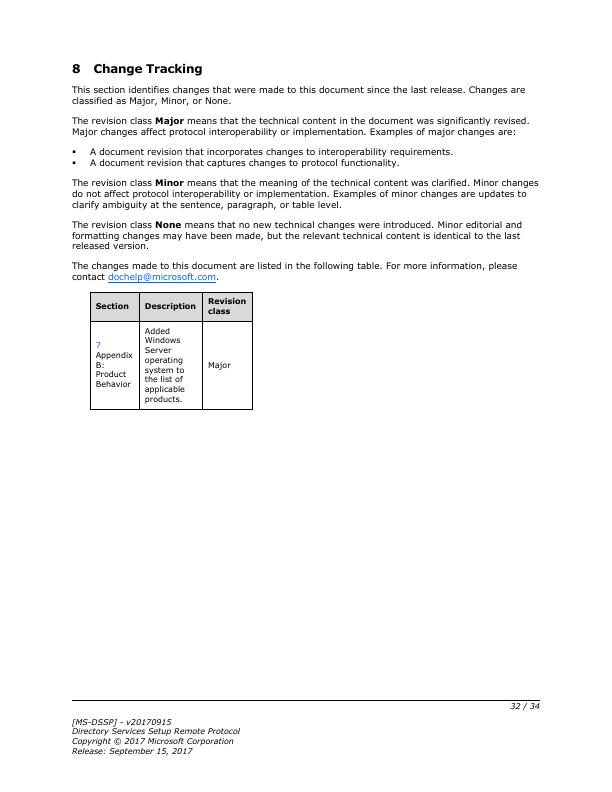 8 Change Tracking
This section identifies changes that were made to this document since the last release. Changes are
classified as Major, Minor, or None.
The revision class Major means that the technical content in the document was significantly revised.
Major changes affect protocol interoperability or implementation. Examples of major changes are:
▪ A document revision that incorporates changes to interoperability requirements.
▪ A document revision that captures changes to protocol functionality.
The revision class Minor means that the meaning of the technical content was clarified. Minor changes
do not affect protocol interoperability or implementation. Examples of minor changes are updates to
clarify ambiguity at the sentence, paragraph, or table level.
The revision class None means that no new technical changes were introduced. Minor editorial and
formatting changes may have been made, but the relevant technical content is identical to the last
released version.
The changes made to this document are listed in the following table. For more information, please
contact dochelp@microsoft.com.
Section Description Revision
class
7
Appendix
B:
Product
Behavior
Added
Windows
Server
operating
system to
the list of
applicable
products.
Major
32 / 34
[MS-DSSP] - v20170915
Directory Services Setup Remote Protocol
Copyright © 2017 Microsoft Corporation
Release: September 15, 2017